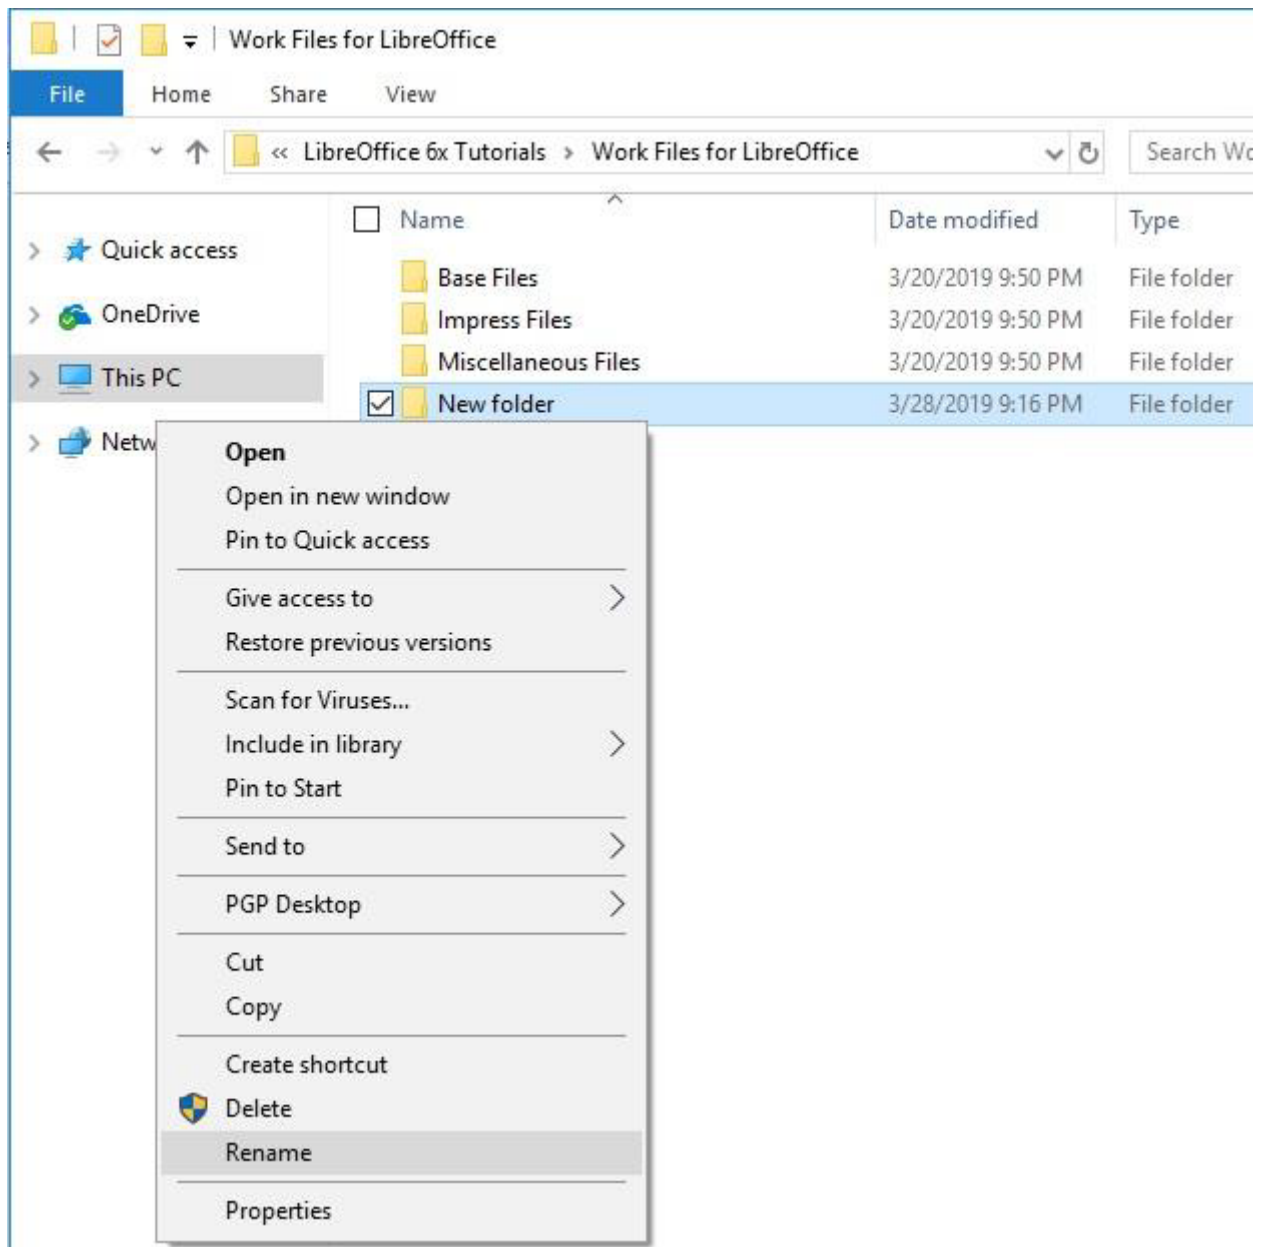 Work Files for LibreOffice
File Home Share View
« LibreOffice 6x Tutorials > Work Files for LibreOffice Search Wo
Name Date modified Type
Quick access
OneDrive
This PC
Netw
Base Files 3/20/2019 9:50 PM File folder
Impress Files 3/20/2019 9:50 PM File folder
Miscellaneous Files 3/20/2019 9:50 PM File folder
New folder 3/28/2019 9:16 PM File folder
Open
Open in new window
Pin to Quick access
Give access to
Restore previous versions
Scan for Viruses...
Include in library
Pin to Start
Send to
PGP Desktop
Cut
Copy
Create shortcut
Delete
Rename
Properties